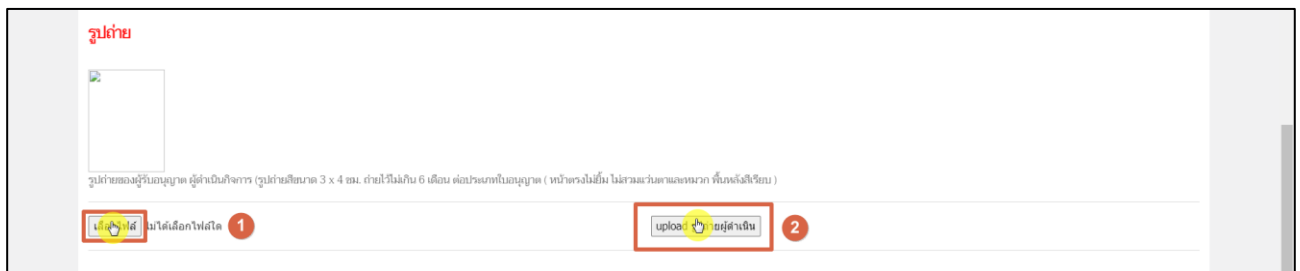 รูปถ่าย
รูปถ่ายของผู้รับอนุญาต ผู้ดำเนินกิจการ (รูปถ่ายสีขนาด 3 x 4 ซม. ถ่ายไว้ไม่เกิน 6 เดือน ต่อประเภทใบอนุญาต ( หน้าตรงไม่ยิ้ม ไม่สวมแว่นตาและหมวก พื้นหลังสีเรียบ )
ไม่ได้เลือกไฟล์ใด 1 upload 2